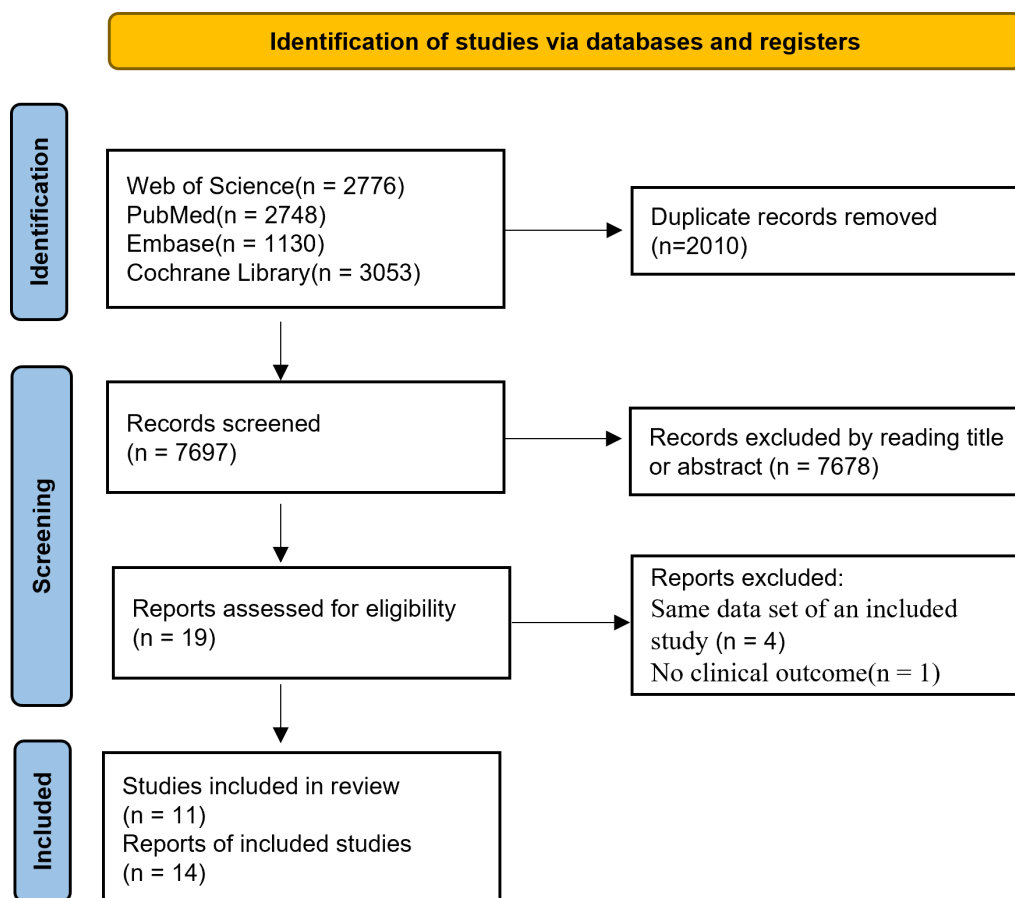 Identification of studies via databases and registers
Identification
Web of Science(n = 2776)
PubMed(n = 2748)
Embase(n = 1130)
Cochrane Library(n = 3053)
Duplicate records removed
(n=2010)
Screening
Records screened
(n = 7697)
Records excluded by reading title
or abstract (n = 7678)
Reports assessed for eligibility
(n = 19)
Reports excluded:
Same data set of an included
study (n = 4)
No clinical outcome(n = 1)
Included
Studies included in review
(n = 11)
Reports of included studies
(n = 14)